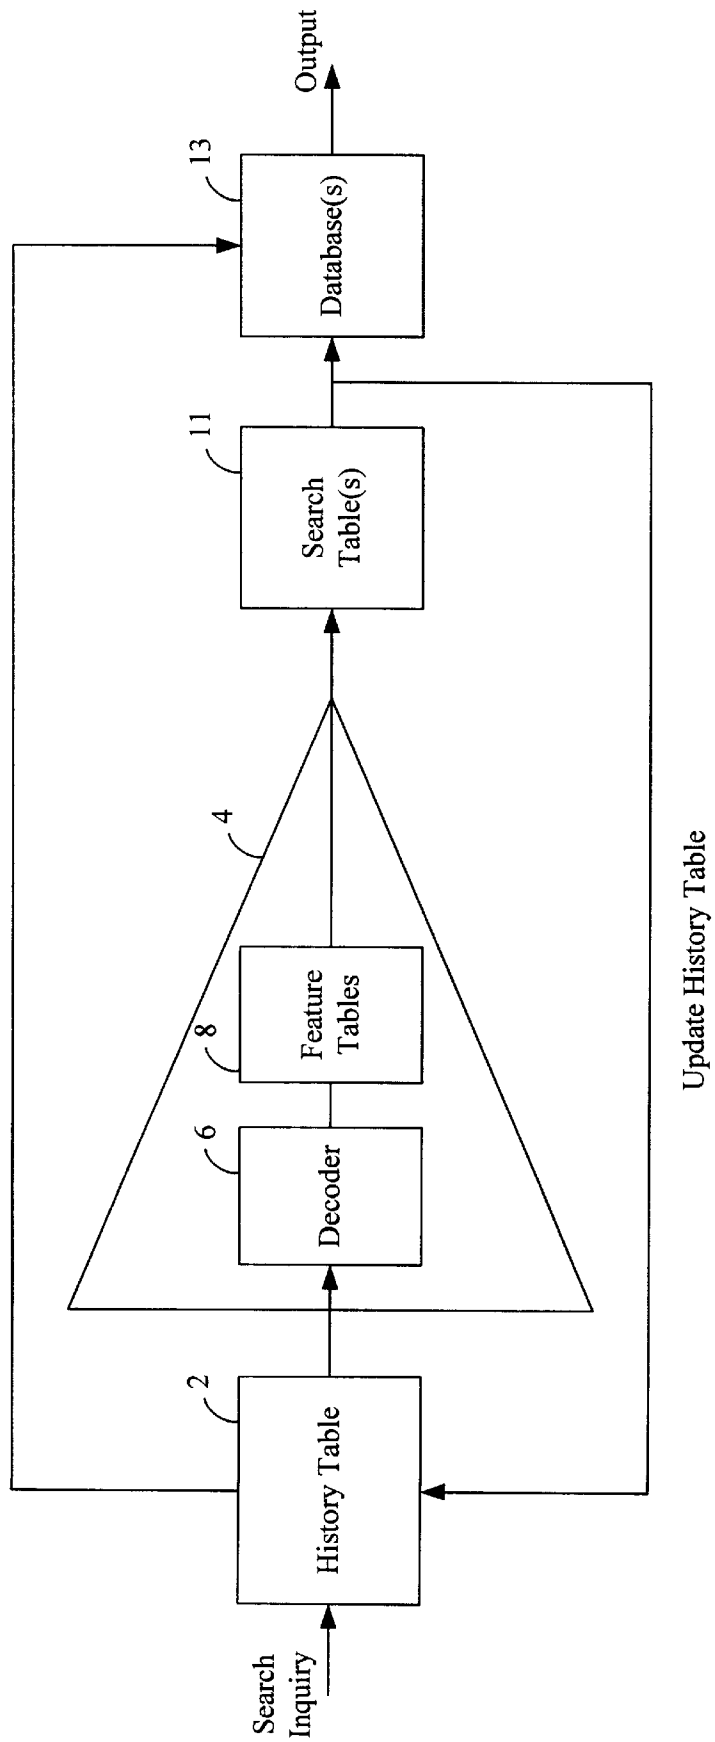 Search
Inquiry
History Table
2
Decoder
6
Feature
Tables
8
4
Search
Table(s)
11
Database(s)
13
Output
Update History Table